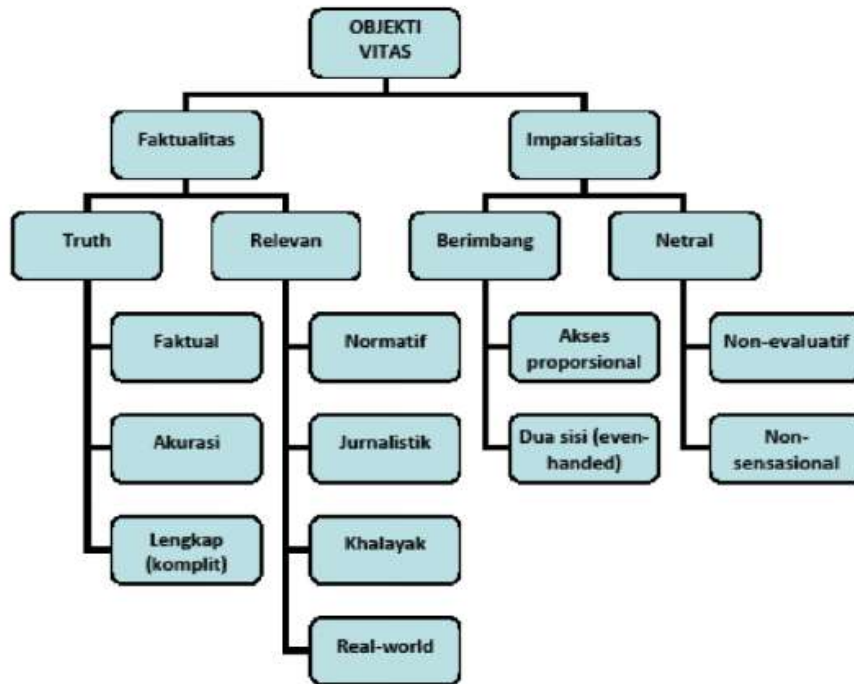 OBJEKTI
VITAS
Faktualitas
Imparsialitas
Truth
Relevan
Berimbang
Netral
Faktual
Normatif
Akses
proporsional
Non-evaluatif
Akurasi
Jurnalistik
Dua sisi (even-
handed)
Non-
sensasional
Lengkap
(komplit)
Khalayak
Real-world